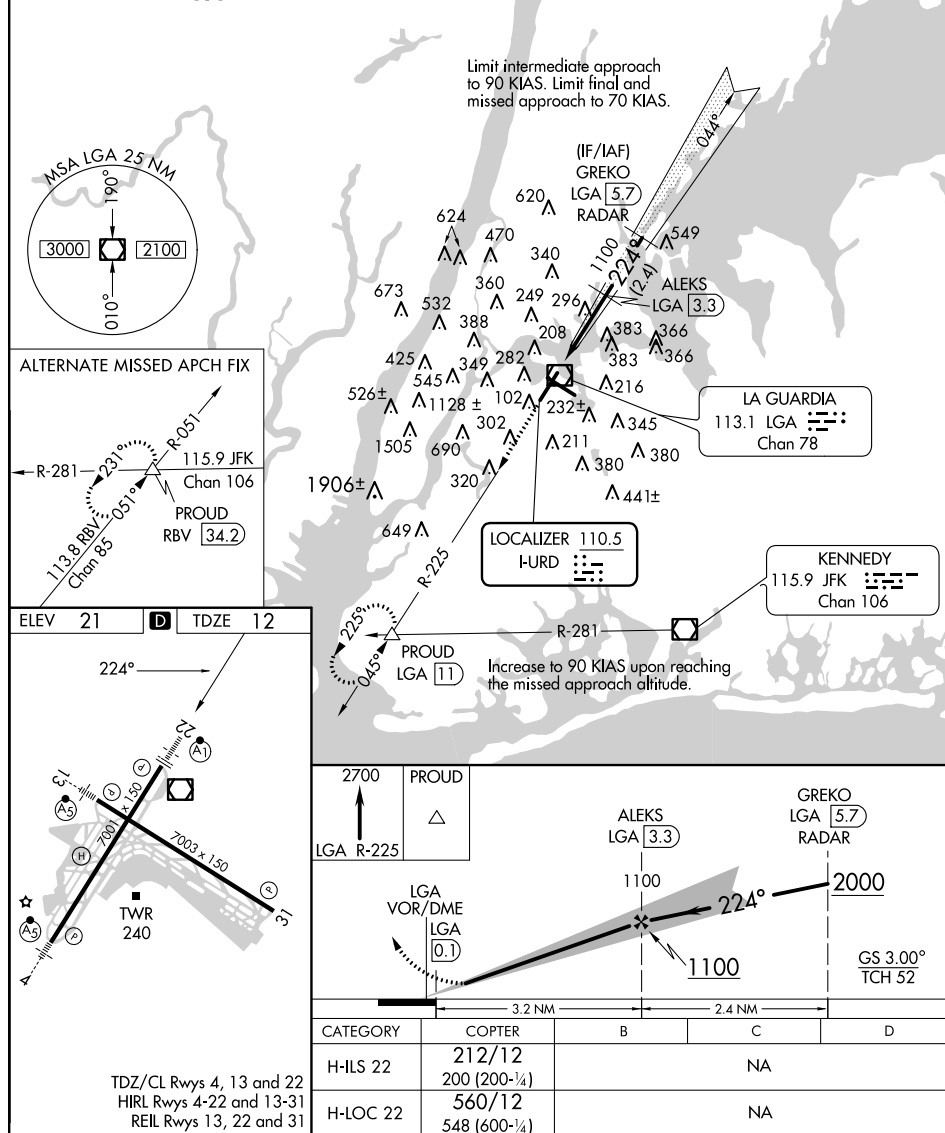 Limit intermediate approach
to 90 KIAS. Limit final and
missed approach to 70 KIAS.
MSA LGA 25 NM
190°
3000
2100
010°
044°
(IF/IAF)
GREKO
LGA 5.7
RADAR
1100
224°
(2.4)
ALEKS
LGA 3.3
620
549
624
470
340
360
249
296
673
532
388
208
383
366
383
366
425
349
282
545
216
526±
1128 ±
102
232±
345
1505
690
302
211
380
380
320
1906±
441±
649
LA GUARDIA
113.1 LGA
Chan 78
LOCALIZER 110.5
I-URD
KENNEDY
115.9 JFK
Chan 106
R-225
R-281
225°
045°
PROUD
LGA 11
Increase to 90 KIAS upon reaching
the missed approach altitude.
ALTERNATE MISSED APCH FIX
R-051
231°
R-281
115.9 JFK
Chan 106
051°
PROUD
RBV 34.2
113.8 RBV
Chan 85
ELEV 21
D
TDZE 12
224°
22
A1
13
P
P
A5
7001 x 150
7003 x 150
H
P
31
TWR
240
A5
P
4
TDZ/CL Rwys 4, 13 and 22
HIRL Rwys 4-22 and 13-31
REIL Rwys 13, 22 and 31
2700
PROUD
LGA R-225
ALEKS
LGA 3.3
GREKO
LGA 5.7
RADAR
LGA
VOR/DME
LGA
0.1
1100
2000
224°
1100
GS 3.00°
TCH 52
3.2 NM
2.4 NM
CATEGORY COPTER B C D
H-ILS 22
212/12
200 (200-¼)
NA
H-LOC 22
560/12
548 (600-¼)
NA